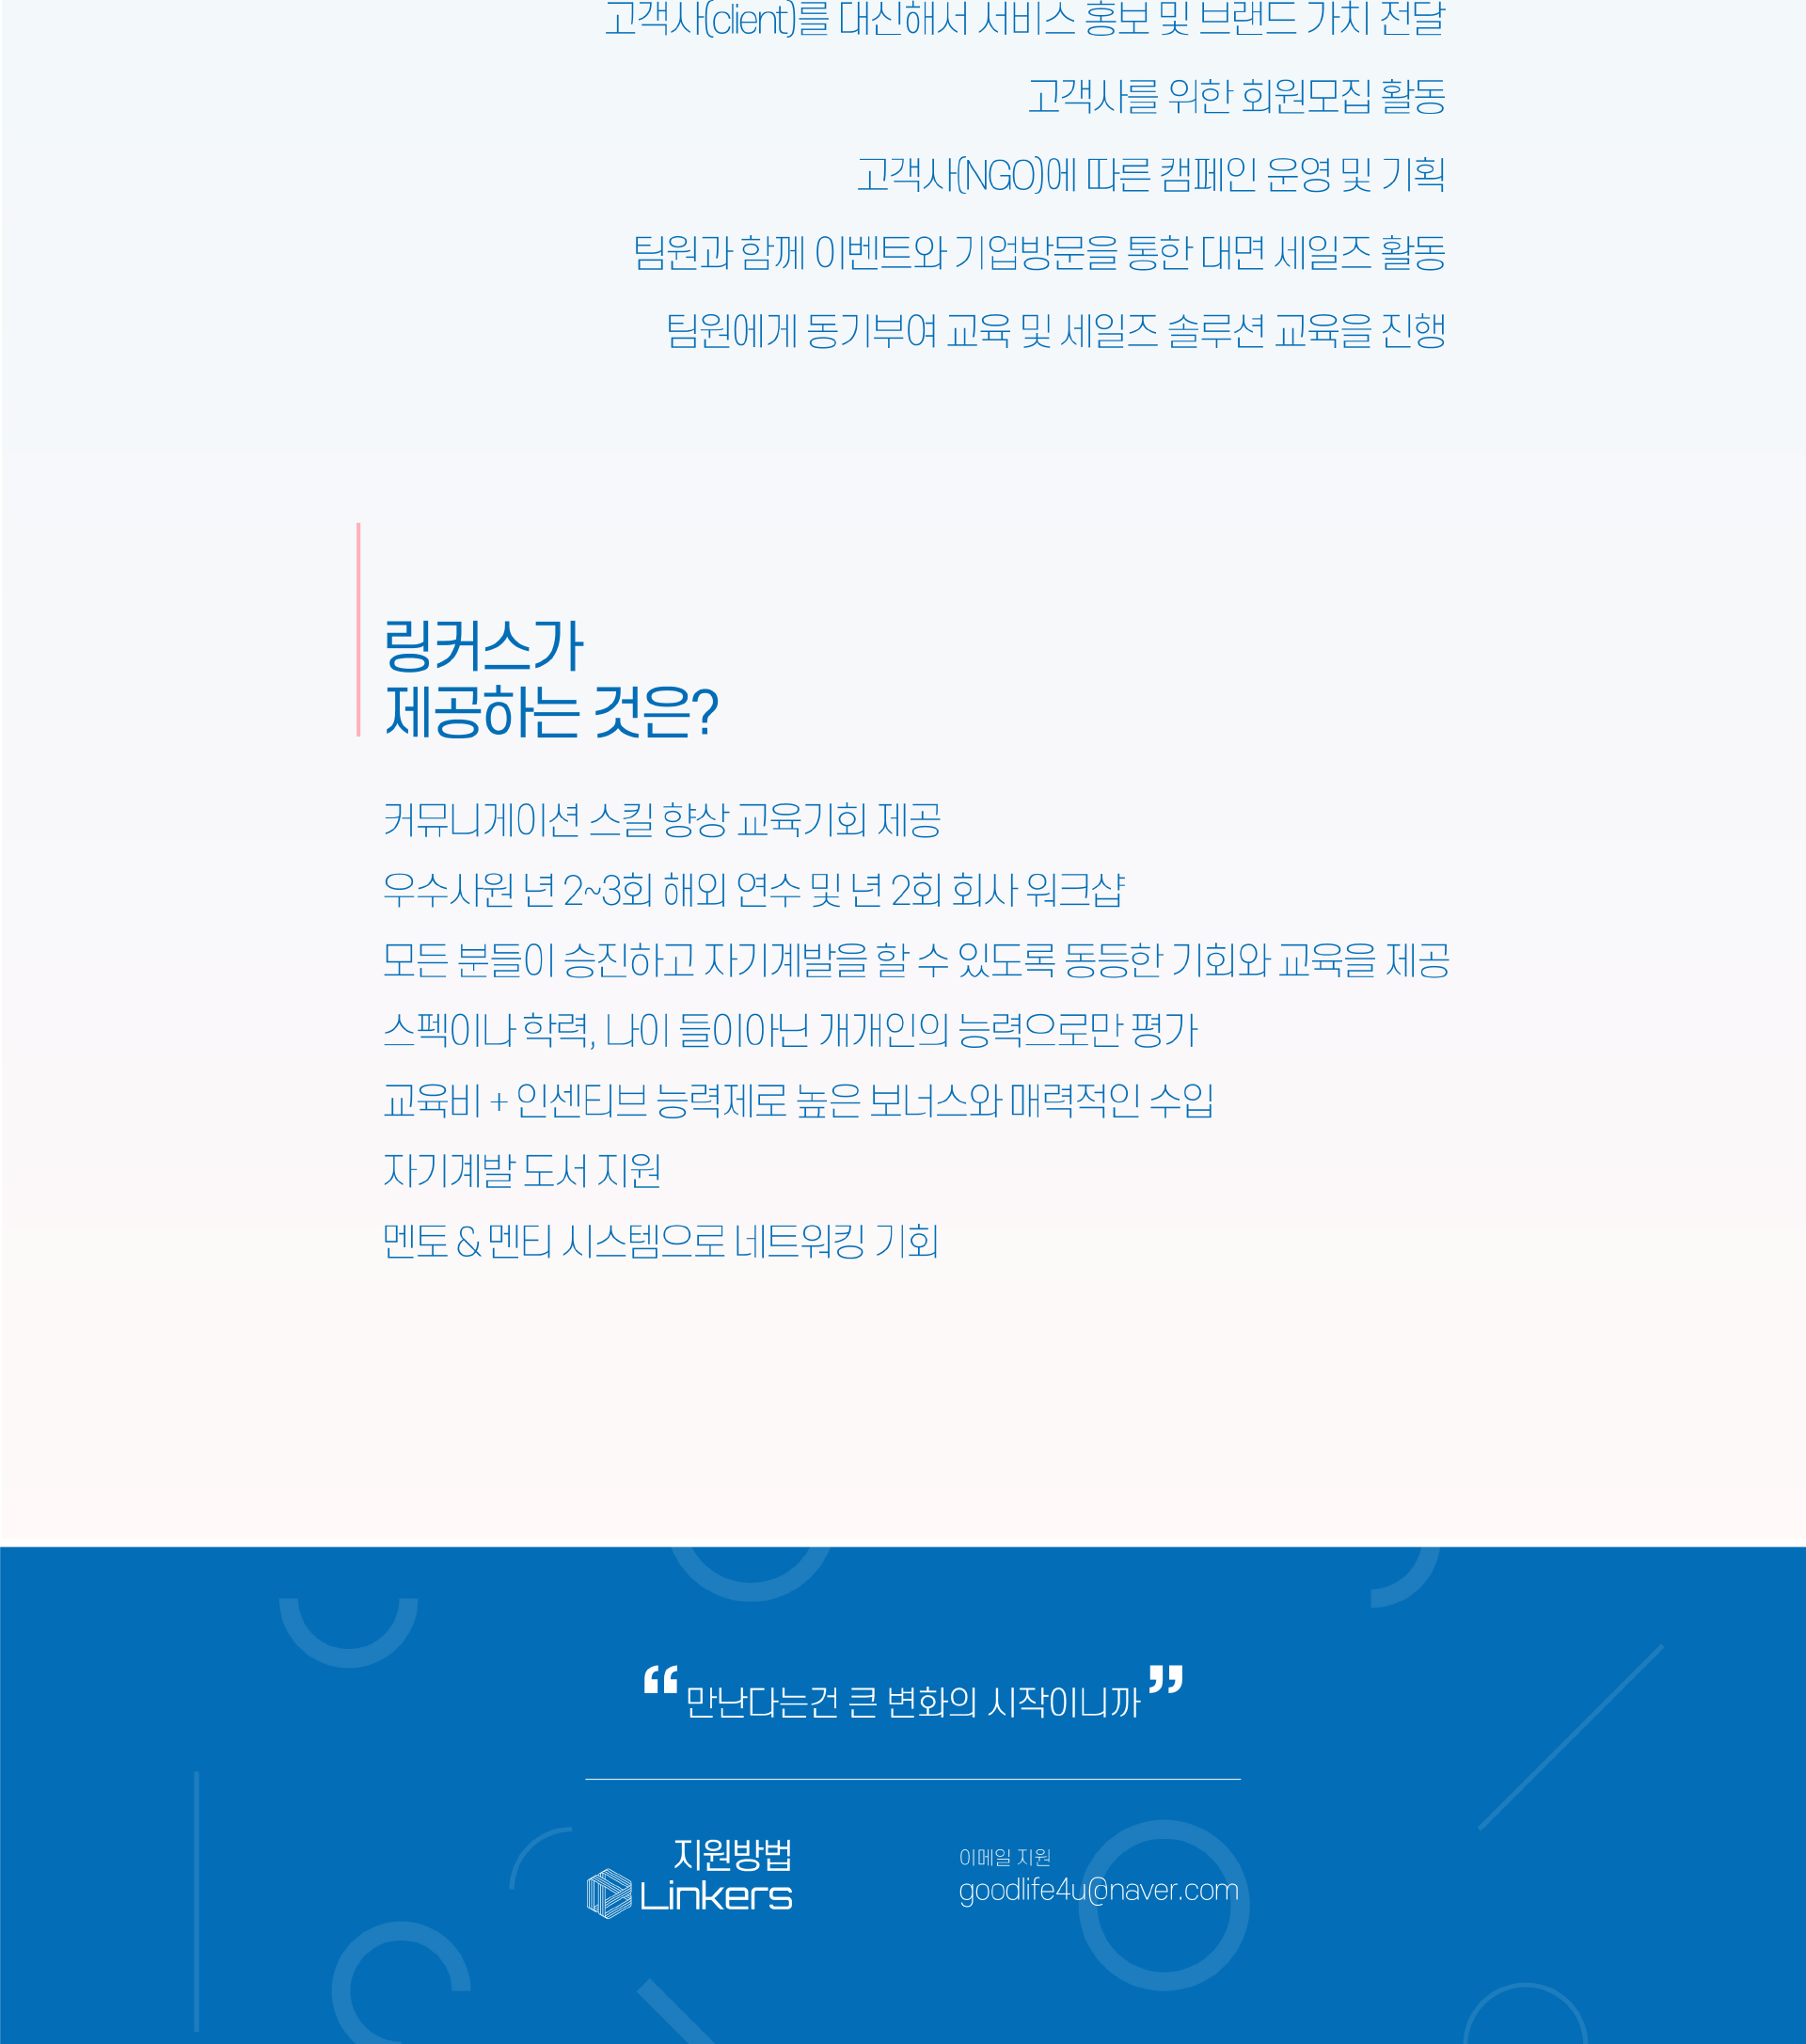 고객사(client)를 대신해서 서비스 홍보 및 브랜드 가치 전달
고객사를 위한 회원모집 활동
고객사(NGO)에 따른 캠페인 운영 및 기획
팀원과 함께 이벤트와 기업방문을 통한 대면 세일즈 활동
팀원에게 동기부여 교육 및 세일즈 솔루션 교육을 진행
링커스가
제공하는 것은?
커뮤니케이션 스킬 향상 교육기회 제공
우수사원 년 2~3회 해외 연수 및 년 2회 회사 워크샵
모든 분들이 승진하고 자기계발을 할 수 있도록 동등한 기회와 교육을 제공
스펙이나 학력, 나이 들이아닌 개개인의 능력으로만 평가
교육비 + 인센티브 능력제로 높은 보너스와 매력적인 수입
자기계발 도서 지원
멘토 & 멘티 시스템으로 네트워킹 기회
“만난다는건 큰 변화의 시작이니까”
지원방법
Linkers
이메일 지원
goodlife4u@naver.com